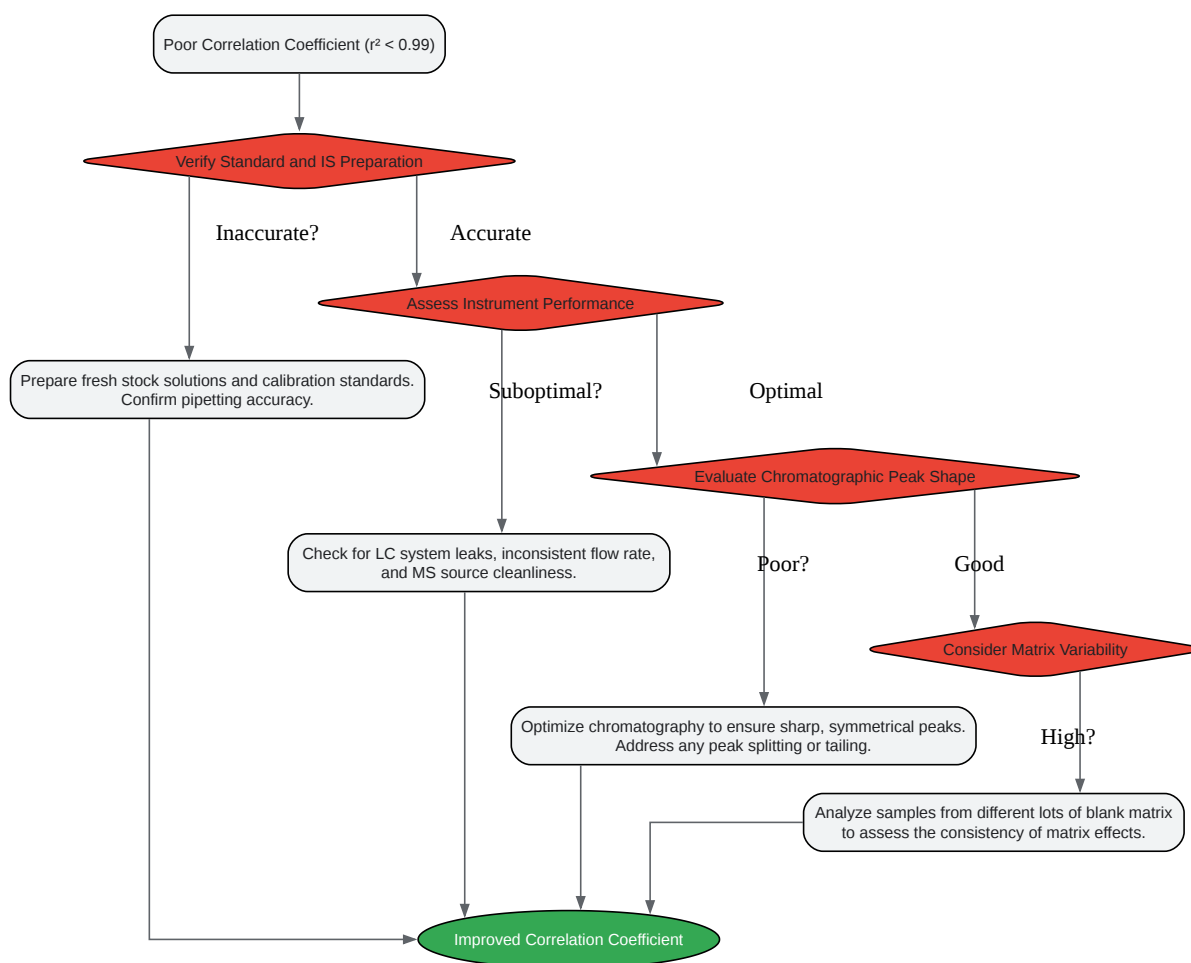 Poor Correlation Coefficient (r² < 0.99)
Verify Standard and IS Preparation
Inaccurate?
Accurate
Assess Instrument Performance
Prepare fresh stock solutions and calibration standards.
Confirm pipetting accuracy.
Suboptimal?
Optimal
Evaluate Chromatographic Peak Shape
Check for LC system leaks, inconsistent flow rate,
and MS source cleanliness.
Poor?
Good
Consider Matrix Variability
Optimize chromatography to ensure sharp, symmetrical peaks.
Address any peak splitting or tailing.
High?
Analyze samples from different lots of blank matrix
to assess the consistency of matrix effects.
Improved Correlation Coefficient